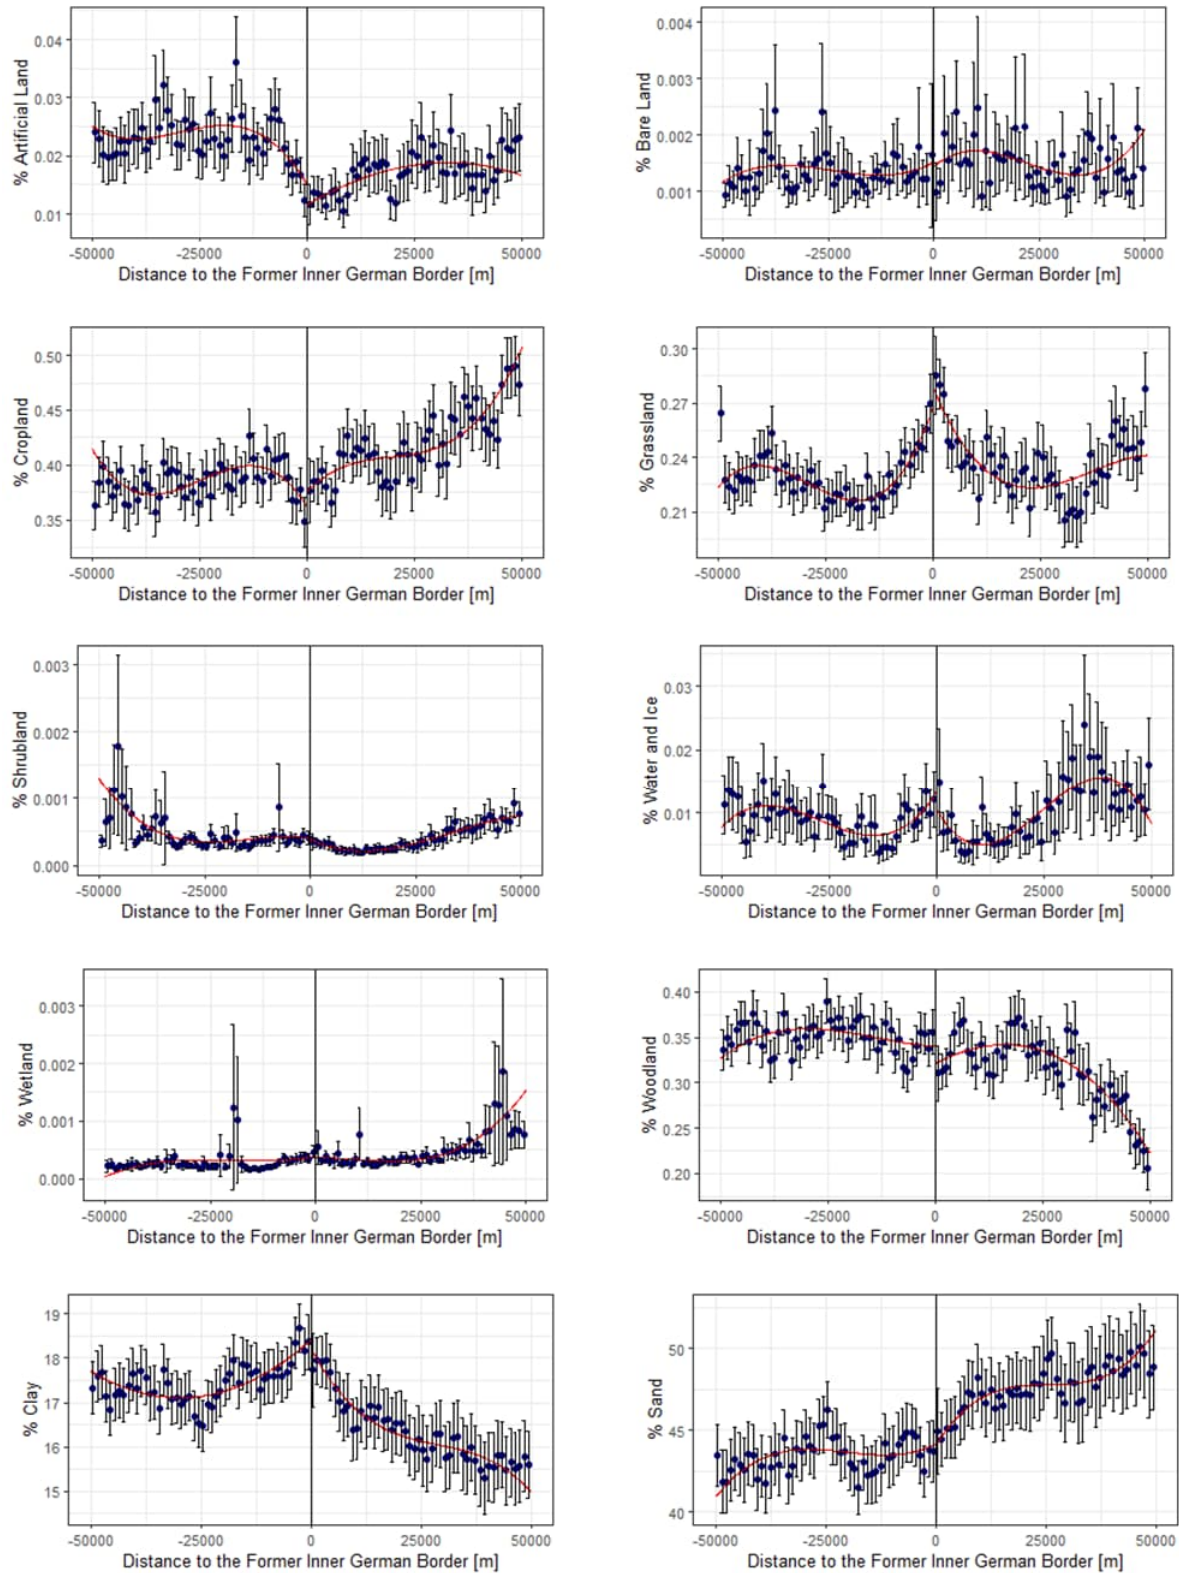 % Artificial Land
0.04
0.03
0.02
0.01
-50000 -25000 0 25000 50000
Distance to the Former Inner German Border [m]
% Bare Land
0.004
0.003
0.002
0.001
-50000 -25000 0 25000 50000
Distance to the Former Inner German Border [m]
% Cropland
0.50
0.45
0.40
0.35
-50000 -25000 0 25000 50000
Distance to the Former Inner German Border [m]
% Grassland
0.30
0.27
0.24
0.21
-50000 -25000 0 25000 50000
Distance to the Former Inner German Border [m]
% Shrubland
0.003
0.002
0.001
0.000
-50000 -25000 0 25000 50000
Distance to the Former Inner German Border [m]
% Water and Ice
0.03
0.02
0.01
-50000 -25000 0 25000 50000
Distance to the Former Inner German Border [m]
% Wetland
0.003
0.002
0.001
0.000
-50000 -25000 0 25000 50000
Distance to the Former Inner German Border [m]
% Woodland
0.40
0.35
0.30
0.25
0.20
-50000 -25000 0 25000 50000
Distance to the Former Inner German Border [m]
% Clay
19
18
17
16
15
-50000 -25000 0 25000 50000
Distance to the Former Inner German Border [m]
% Sand
50
45
40
-50000 -25000 0 25000 50000
Distance to the Former Inner German Border [m]